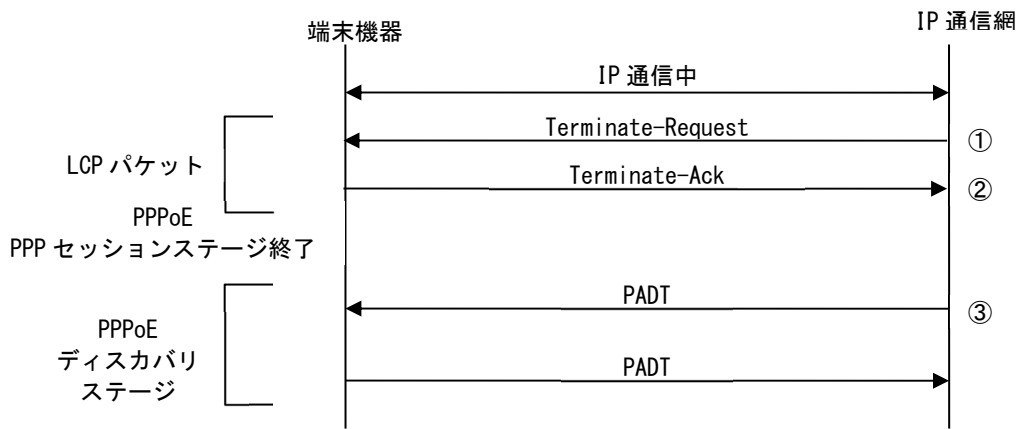 端末機器
IP 通信網
IP 通信中
Terminate-Request
①
LCP パケット
Terminate-Ack
②
PPPoE
PPP セッションステージ終了
PADT
③
PPPoE
ディスカバリ
ステージ
PADT